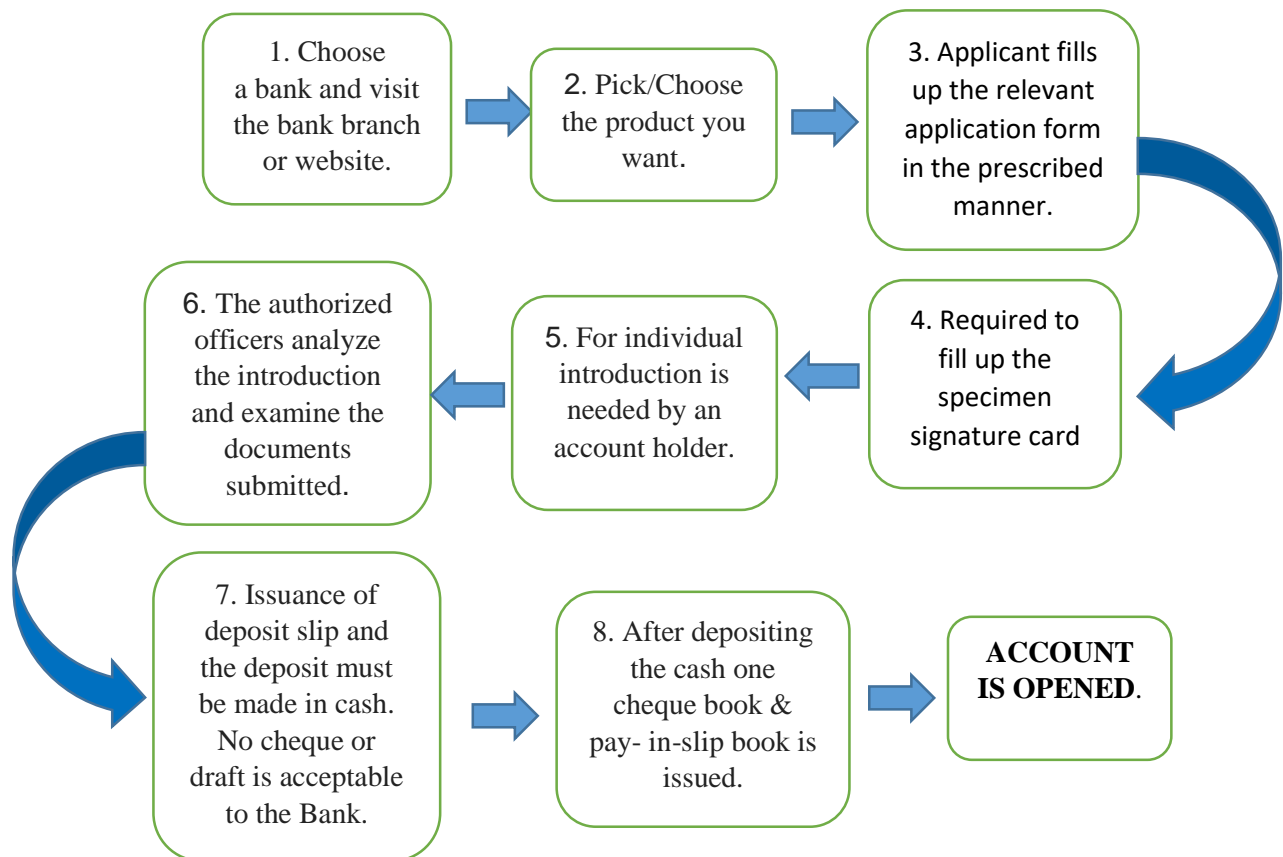 1. Choose
a bank and visit
the bank branch
or website.
2. Pick/Choose
the product you
want.
3. Applicant fills
up the relevant
application form
in the prescribed
manner.
4. Required to
fill up the
specimen
signature card
5. For individual
introduction is
needed by an
account holder.
6. The authorized
officers analyze
the introduction
and examine the
documents
submitted.
7. Issuance of
deposit slip and
the deposit must
be made in cash.
No cheque or
draft is acceptable
to the Bank.
8. After depositing
the cash one
cheque book &
pay- in-slip book is
issued.
ACCOUNT
IS OPENED.